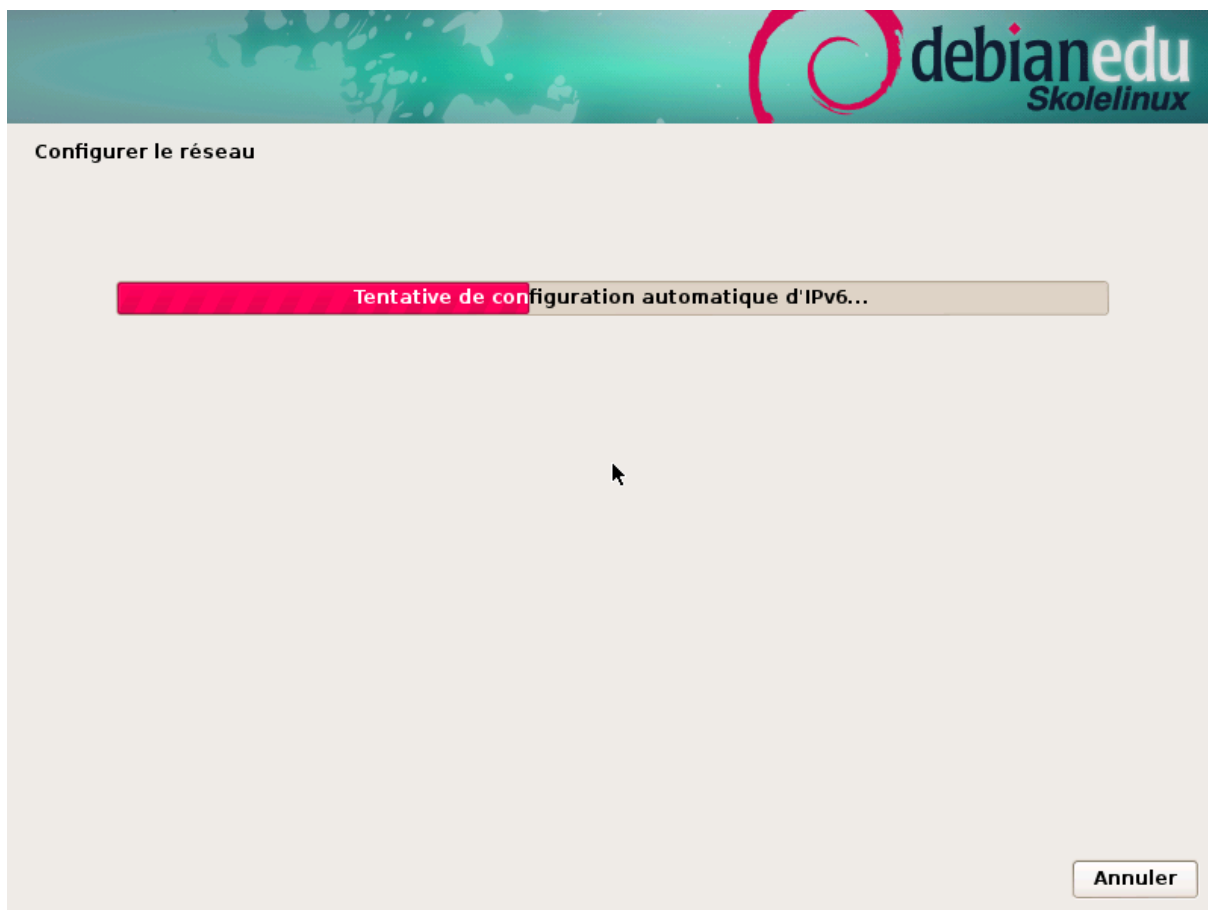 debianedu
Skolelinux
Configurer le réseau
Tentative de configuration automatique d'IPv6...
Annuler